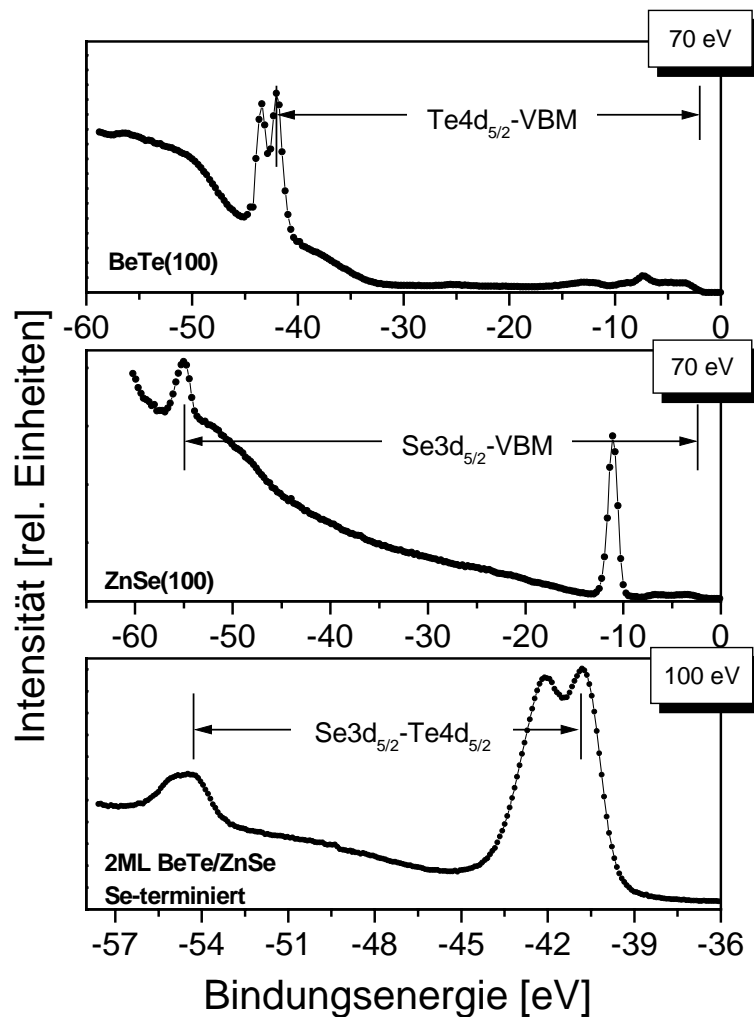 70 eV
Te4d5/2-VBM
BeTe(100)
-60 -50 -40 -30 -20 -10 0
70 eV
Se3d5/2-VBM
ZnSe(100)
-60 -50 -40 -30 -20 -10 0
100 eV
Se3d5/2-Te4d5/2
2ML BeTe/ZnSe
Se-terminiert
-57 -54 -51 -48 -45 -42 -39 -36
Bindungsenergie [eV]
Intensität [rel. Einheiten]